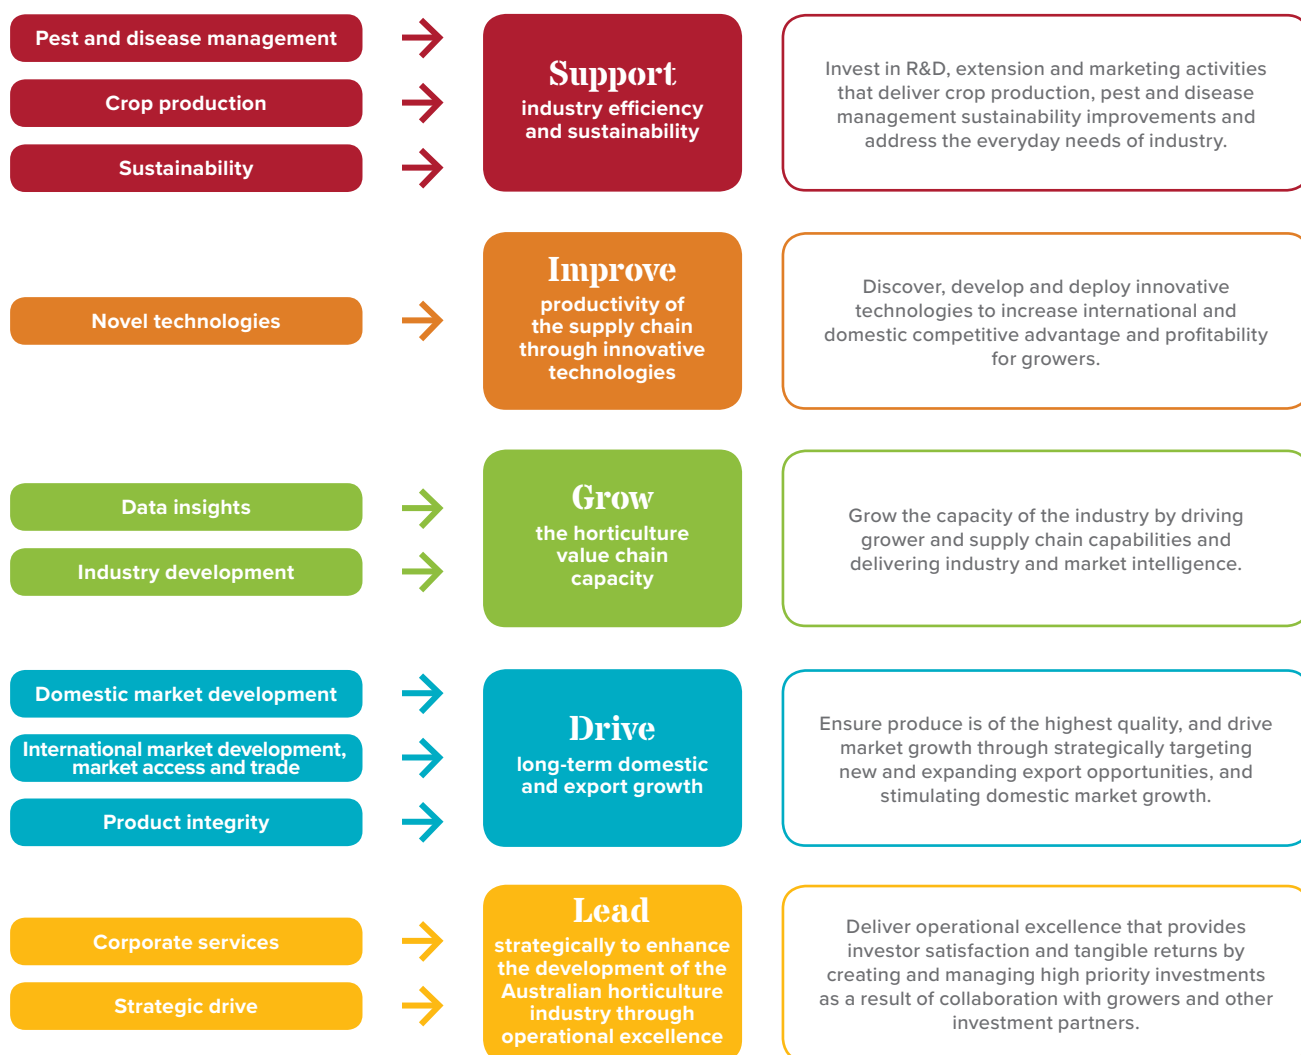 Pest and disease management
Crop production
Sustainability
Support
industry efficiency
and sustainability
Invest in R&D, extension and marketing activities
that deliver crop production, pest and disease
management sustainability improvements and
address the everyday needs of industry.
Novel technologies
Improve
productivity of
the supply chain
through innovative
technologies
Discover, develop and deploy innovative
technologies to increase international and
domestic competitive advantage and profitability
for growers.
Data insights
Industry development
Grow
the horticulture
value chain
capacity
Grow the capacity of the industry by driving
grower and supply chain capabilities and
delivering industry and market intelligence.
Domestic market development
International market development,
market access and trade
Product integrity
Drive
long-term domestic
and export growth
Ensure produce is of the highest quality, and drive
market growth through strategically targeting
new and expanding export opportunities, and
stimulating domestic market growth.
Corporate services
Strategic drive
Lead
strategically to enhance
the development of the
Australian horticulture
industry through
operational excellence
Deliver operational excellence that provides
investor satisfaction and tangible returns by
creating and managing high priority investments
as a result of collaboration with growers and other
investment partners.